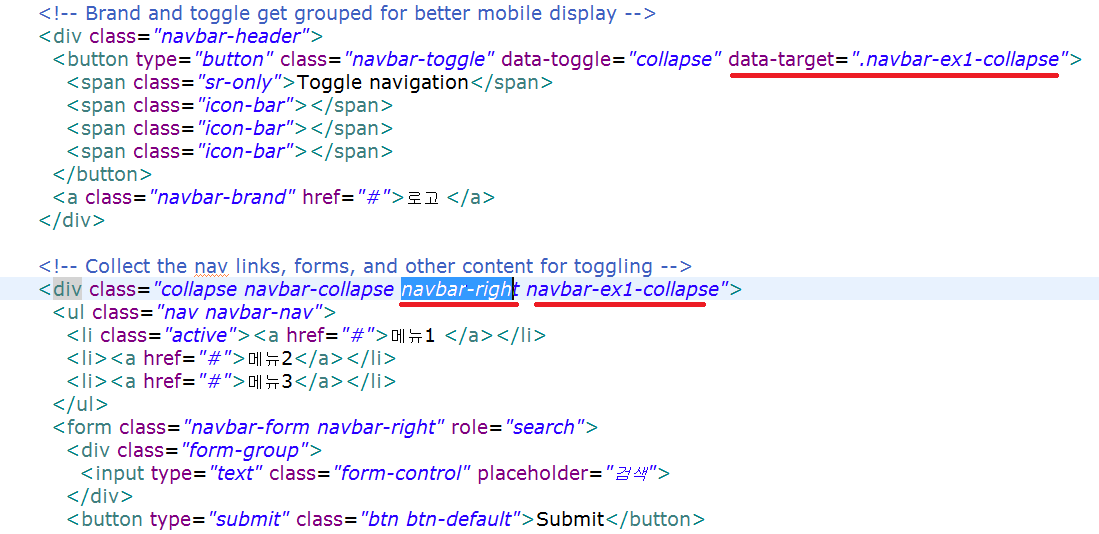 <!-- Brand and toggle get grouped for better mobile display -->
<div class="navbar-header">
<button type="button" class="navbar-toggle" data-toggle="collapse" data-target=".navbar-ex1-collapse">
<span class="sr-only">Toggle navigation</span>
<span class="icon-bar"></span>
<span class="icon-bar"></span>
<span class="icon-bar"></span>
</button>
<a class="navbar-brand" href="#">로고 </a>
</div>
<!-- Collect the nav links, forms, and other content for toggling -->
<div class="collapse navbar-collapse navbar-right navbar-ex1-collapse">
<ul class="nav navbar-nav">
<li class="active"><a href="#">메뉴1 </a></li>
<li><a href="#">메뉴2</a></li>
<li><a href="#">메뉴3</a></li>
</ul>
<form class="navbar-form navbar-right" role="search">
<div class="form-group">
<input type="text" class="form-control" placeholder="검색">
</div>
<button type="submit" class="btn btn-default">Submit</button>